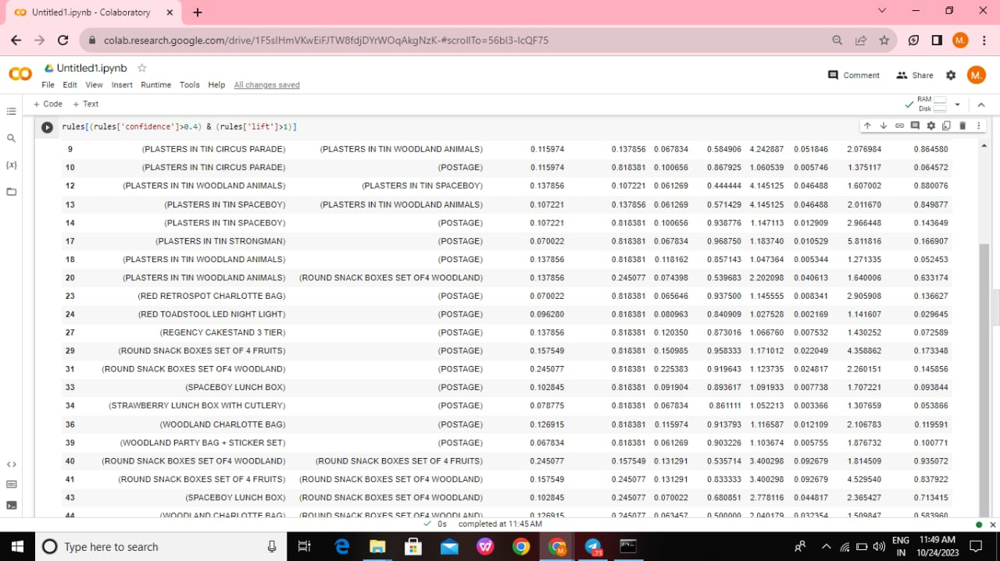 Untitled1.ipynb - Colaboratory
colab.research.google.com/drive/1F5sIHmVKwEiFJTW8fdjDYrWOqAkgNzK-#scrollTo=56bI3-IcQF75
M.
Untitled1.ipynb
File Edit View Insert Runtime Tools Help All changes saved
Comment Share M.
+ Code + Text
RAM
Disk
rules[(rules['confidence']>0.4) & (rules['lift']>1)]
9 (PLASTERS IN TIN CIRCUS PARADE) (PLASTERS IN TIN WOODLAND ANIMALS) 0.115974 0.137856 0.067834 0.584906 4.242887 0.051846 2.076984 0.864580
10 (PLASTERS IN TIN CIRCUS PARADE) (POSTAGE) 0.115974 0.818381 0.100656 0.867925 1.060539 0.005746 1.375117 0.064572
12 (PLASTERS IN TIN WOODLAND ANIMALS) (PLASTERS IN TIN SPACEBOY) 0.137856 0.107221 0.061269 0.444444 4.145125 0.046488 1.607002 0.880076
13 (PLASTERS IN TIN SPACEBOY) (PLASTERS IN TIN WOODLAND ANIMALS) 0.107221 0.137856 0.061269 0.571429 4.145125 0.046488 2.011670 0.849877
14 (PLASTERS IN TIN SPACEBOY) (POSTAGE) 0.107221 0.818381 0.100656 0.938776 1.147113 0.012909 2.966448 0.143649
17 (PLASTERS IN TIN STRONGMAN) (POSTAGE) 0.070022 0.818381 0.067834 0.968750 1.183740 0.010529 5.811816 0.166907
18 (PLASTERS IN TIN WOODLAND ANIMALS) (POSTAGE) 0.137856 0.818381 0.118162 0.857143 1.047364 0.005344 1.271335 0.052453
20 (PLASTERS IN TIN WOODLAND ANIMALS) (ROUND SNACK BOXES SET OF4 WOODLAND) 0.137856 0.245077 0.074398 0.539683 2.202098 0.040613 1.640006 0.633174
23 (RED RETROSPOT CHARLOTTE BAG) (POSTAGE) 0.070022 0.818381 0.065646 0.937500 1.145555 0.008341 2.905908 0.136627
24 (RED TOADSTOOL LED NIGHT LIGHT) (POSTAGE) 0.096280 0.818381 0.080963 0.840909 1.027528 0.002169 1.141607 0.029645
27 (REGENCY CAKESTAND 3 TIER) (POSTAGE) 0.137856 0.818381 0.120350 0.873016 1.066760 0.007532 1.430252 0.072589
29 (ROUND SNACK BOXES SET OF 4 FRUITS) (POSTAGE) 0.157549 0.818381 0.150985 0.958333 1.171012 0.022049 4.358862 0.173348
31 (ROUND SNACK BOXES SET OF4 WOODLAND) (POSTAGE) 0.245077 0.818381 0.225383 0.919643 1.123735 0.024817 2.260151 0.145856
33 (SPACEBOY LUNCH BOX) (POSTAGE) 0.102845 0.818381 0.091904 0.893617 1.091933 0.007738 1.707221 0.093844
34 (STRAWBERRY LUNCH BOX WITH CUTLERY) (POSTAGE) 0.078775 0.818381 0.067834 0.861111 1.052213 0.003366 1.307659 0.053866
36 (WOODLAND CHARLOTTE BAG) (POSTAGE) 0.126915 0.818381 0.115974 0.913793 1.116587 0.012109 2.106783 0.119591
39 (WOODLAND PARTY BAG + STICKER SET) (POSTAGE) 0.067834 0.818381 0.061269 0.903226 1.103674 0.005755 1.876732 0.100771
40 (ROUND SNACK BOXES SET OF4 WOODLAND) (ROUND SNACK BOXES SET OF 4 FRUITS) 0.245077 0.157549 0.131291 0.535714 3.400298 0.092679 1.814509 0.935072
41 (ROUND SNACK BOXES SET OF 4 FRUITS) (ROUND SNACK BOXES SET OF4 WOODLAND) 0.157549 0.245077 0.131291 0.833333 3.400298 0.092679 4.529540 0.837922
43 (SPACEBOY LUNCH BOX) (ROUND SNACK BOXES SET OF4 WOODLAND) 0.102845 0.245077 0.070022 0.680851 2.778116 0.044817 2.365427 0.713415
44 (WOODLAND CHARLOTTE BAG) (ROUND SNACK BOXES SET OF4 WOODLAND) 0.126915 0.245077 0.063457 0.500000 2.040179 0.032354 1.509847 0.583960
0s completed at 11:45 AM
Type here to search
75
ENG
IN
11:49 AM
10/24/2023